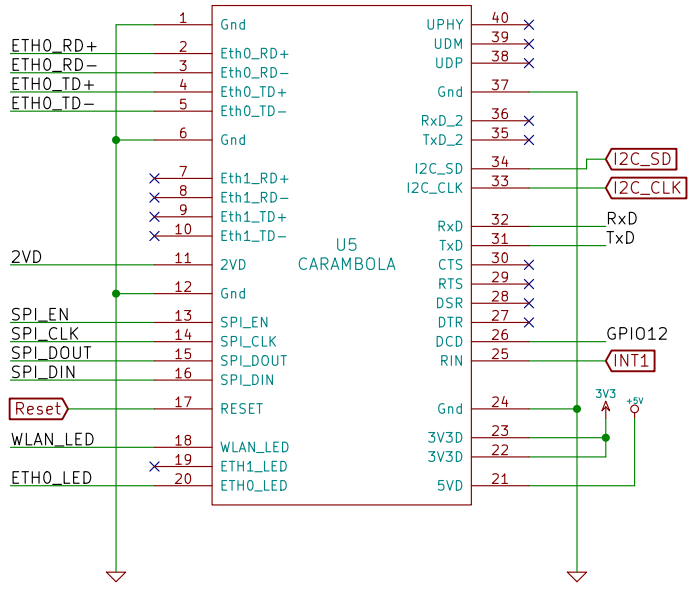 1 Gnd
ETH0_RD+ 2 Eth0_RD+
ETH0_RD- 3 Eth0_RD-
ETH0_TD+ 4 Eth0_TD+
ETH0_TD- 5 Eth0_TD-
6 Gnd
7 Eth1_RD+
8 Eth1_RD-
9 Eth1_TD+
10 Eth1_TD-
2VD 11 2VD
12 Gnd
SPI_EN 13 SPI_EN
SPI_CLK 14 SPI_CLK
SPI_DOUT 15 SPI_DOUT
SPI_DIN 16 SPI_DIN
Reset 17 RESET
WLAN_LED 18 WLAN_LED
19 ETH1_LED
ETH0_LED 20 ETH0_LED
U5
CARAMBOLA
UPHY 40
UDM 39
UDP 38
Gnd 37
RxD_2 36
TxD_2 35
I2C_SD 34 I2C_SD
I2C_CLK 33 I2C_CLK
RxD 32 RxD
TxD 31 TxD
CTS 30
RTS 29
DSR 28
DTR 27
DCD 26 GPIO12
RIN 25 INT1
Gnd 24
3V3 +5V
3V3D 23
3V3D 22
5VD 21